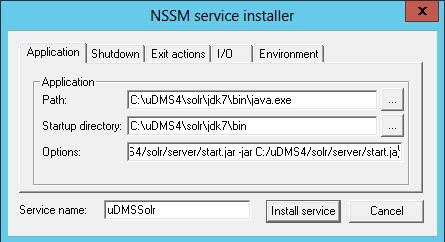 NSSM service installer
x
Application Shutdown Exit actions I/O Environment
Application
Path: C:\uDMS4\solr\jdk7\bin\java.exe ...
Startup directory: C:\uDMS4\solr\jdk7\bin ...
Options: S4/solr/server/start.jar -jar C:/uDMS4/solr/server/start.ja
Service name: uDMSSolr Install service Cancel